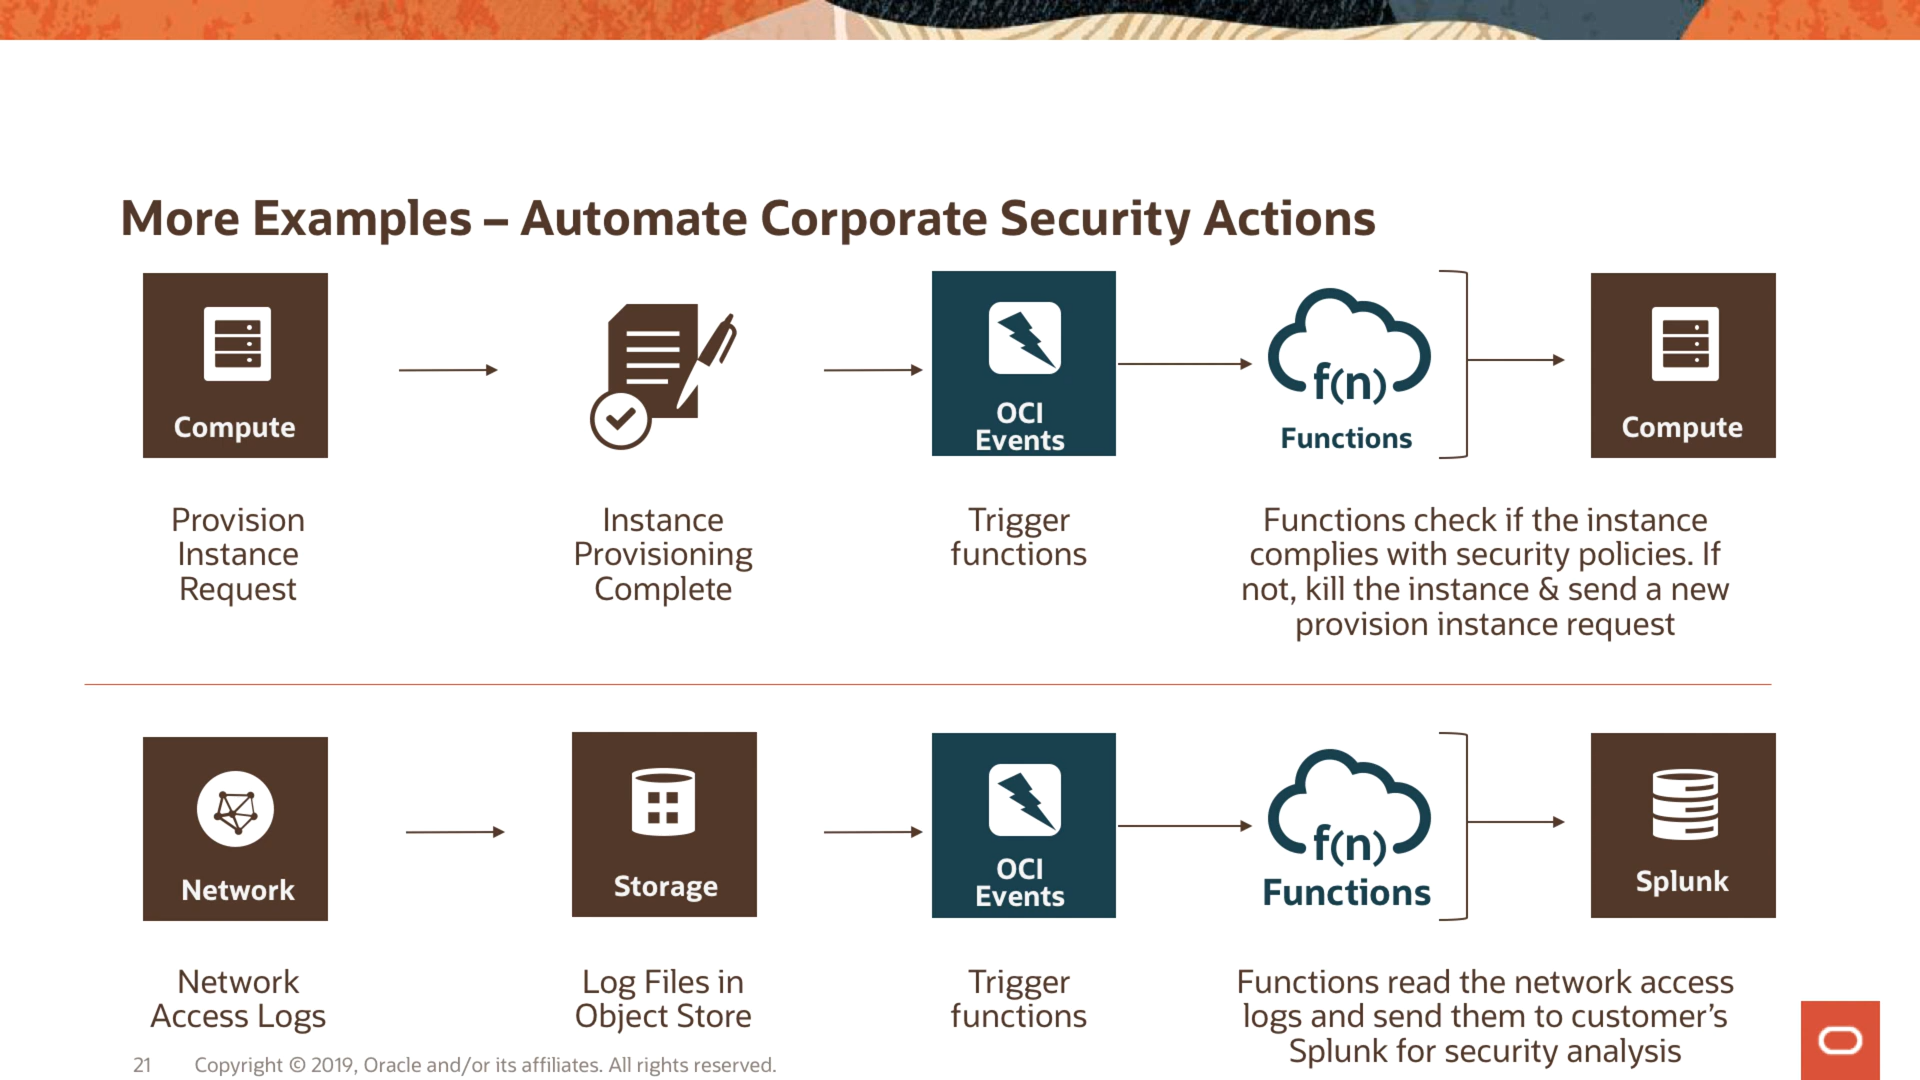 More Examples – Automate Corporate Security Actions
Compute
OCI
Events
f(n)
Functions
Compute
Provision
Instance
Request
Instance
Provisioning
Complete
Trigger
functions
Functions check if the instance
complies with security policies. If
not, kill the instance & send a new
provision instance request
Network
Storage
OCI
Events
f(n)
Functions
Splunk
Network
Access Logs
Log Files in
Object Store
Trigger
functions
Functions read the network access
logs and send them to customer’s
Splunk for security analysis
21 Copyright © 2019, Oracle and/or its affiliates. All rights reserved.